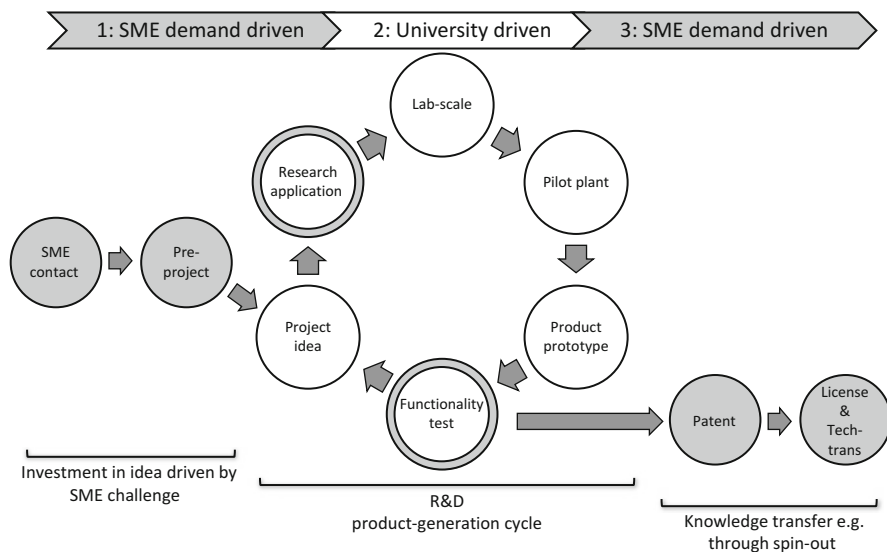 1: SME demand driven
2: University driven
3: SME demand driven
Lab-scale
Research
application
Pilot plant
SME
contact
Pre-
project
Project
idea
Product
prototype
Functionality
test
Patent
License
&
Tech-
trans
Investment in idea driven by
SME challenge
R&D
product-generation cycle
Knowledge transfer e.g.
through spin-out